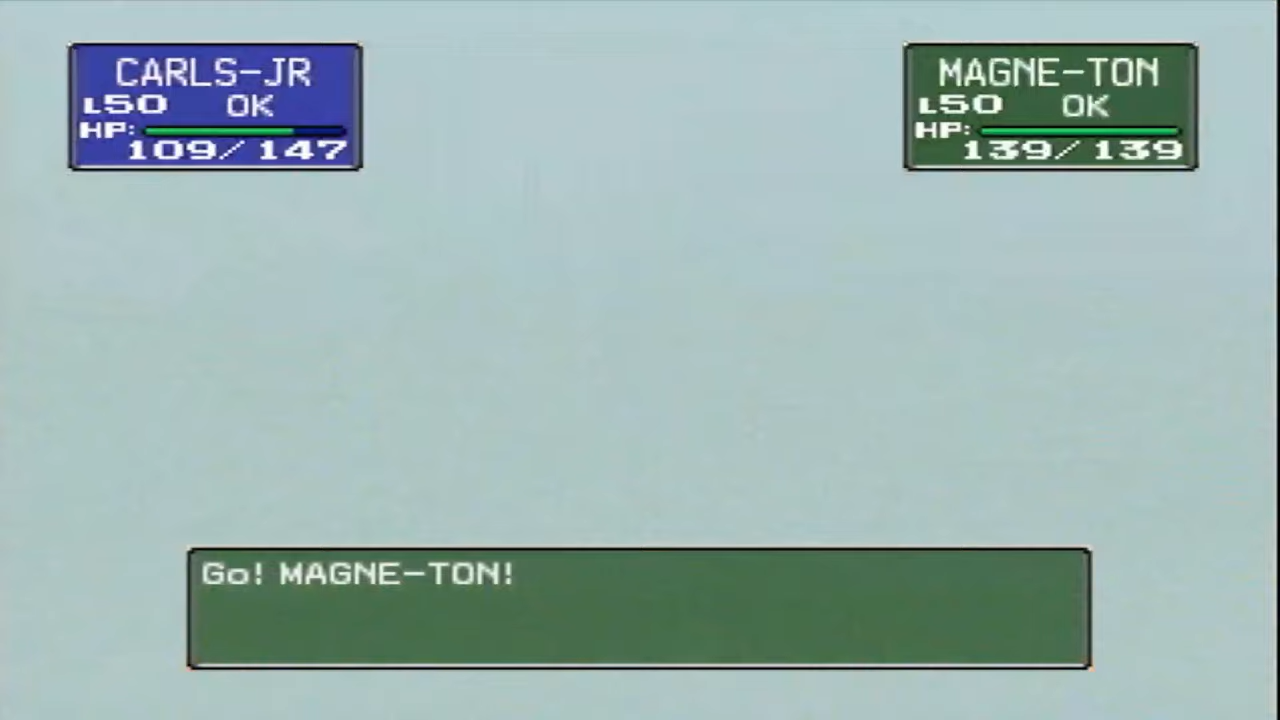 CARLS-JR
L50 OK
HP:
109/147
MAGNE-TON
L50 OK
HP:
139/139
Go! MAGNE-TON!